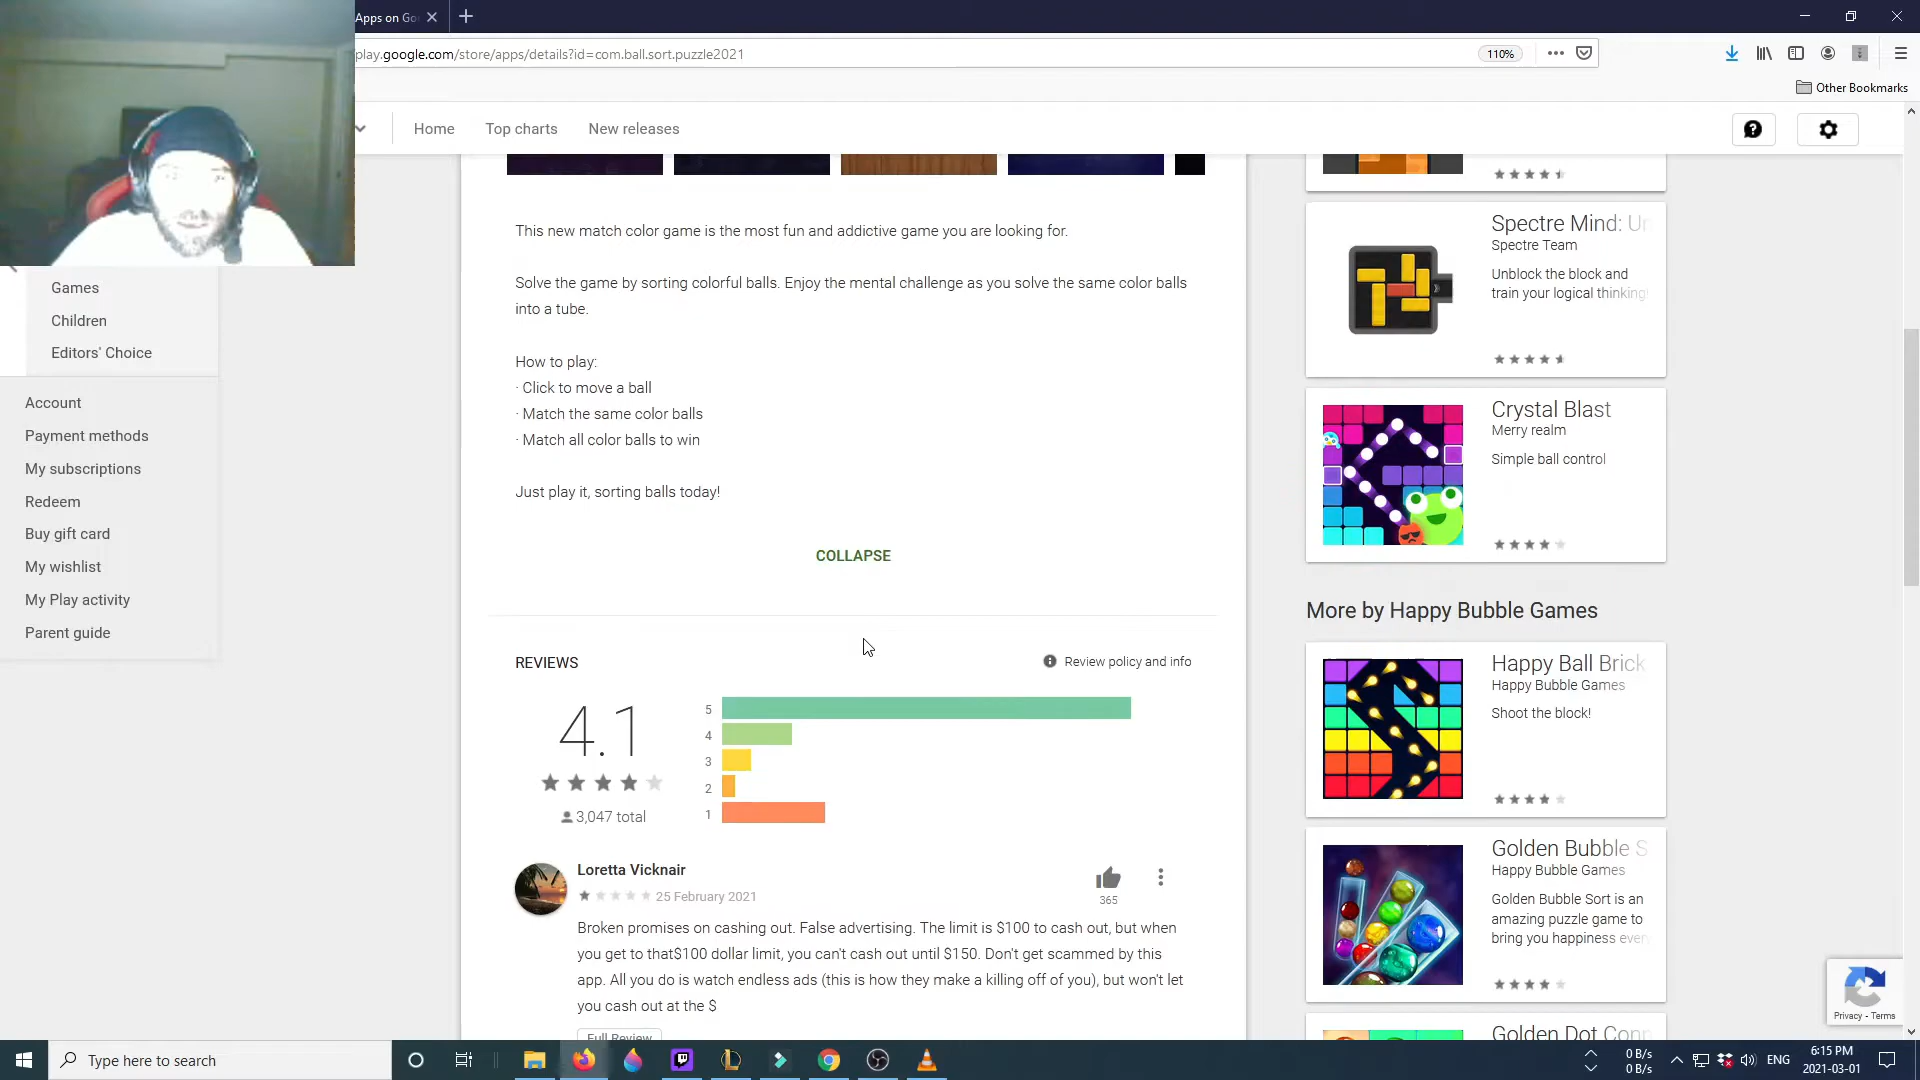 Apps on Go
play.google.com/store/apps/details?id=com.ball.sort.puzzle2021
110%
Other Bookmarks
Home
Top charts
New releases
Games
Children
Editors' Choice
Account
Payment methods
My subscriptions
Redeem
Buy gift card
My wishlist
My Play activity
Parent guide
This new match color game is the most fun and addictive game you are looking for.
Solve the game by sorting colorful balls. Enjoy the mental challenge as you solve the same color balls
into a tube.
How to play:
· Click to move a ball
· Match the same color balls
· Match all color balls to win
Just play it, sorting balls today!
COLLAPSE
REVIEWS
Review policy and info
4.1
3,047 total
5
4
3
2
1
Loretta Vicknair
25 February 2021
365
Broken promises on cashing out. False advertising. The limit is $100 to cash out, but when
you get to that$100 dollar limit, you can't cash out until $150. Don't get scammed by this
app. All you do is watch endless ads (this is how they make a killing off of you), but won't let
you cash out at the $
Full Review
Spectre Mind: Un
Spectre Team
Unblock the block and
train your logical thinking!
Crystal Blast
Merry realm
Simple ball control
More by Happy Bubble Games
Happy Ball Brick
Happy Bubble Games
Shoot the block!
Golden Bubble S
Happy Bubble Games
Golden Bubble Sort is an
amazing puzzle game to
bring you happiness every
Golden Dot Conn
Privacy - Terms
Type here to search
0 B/s
0 B/s
ENG
6:15 PM
2021-03-01